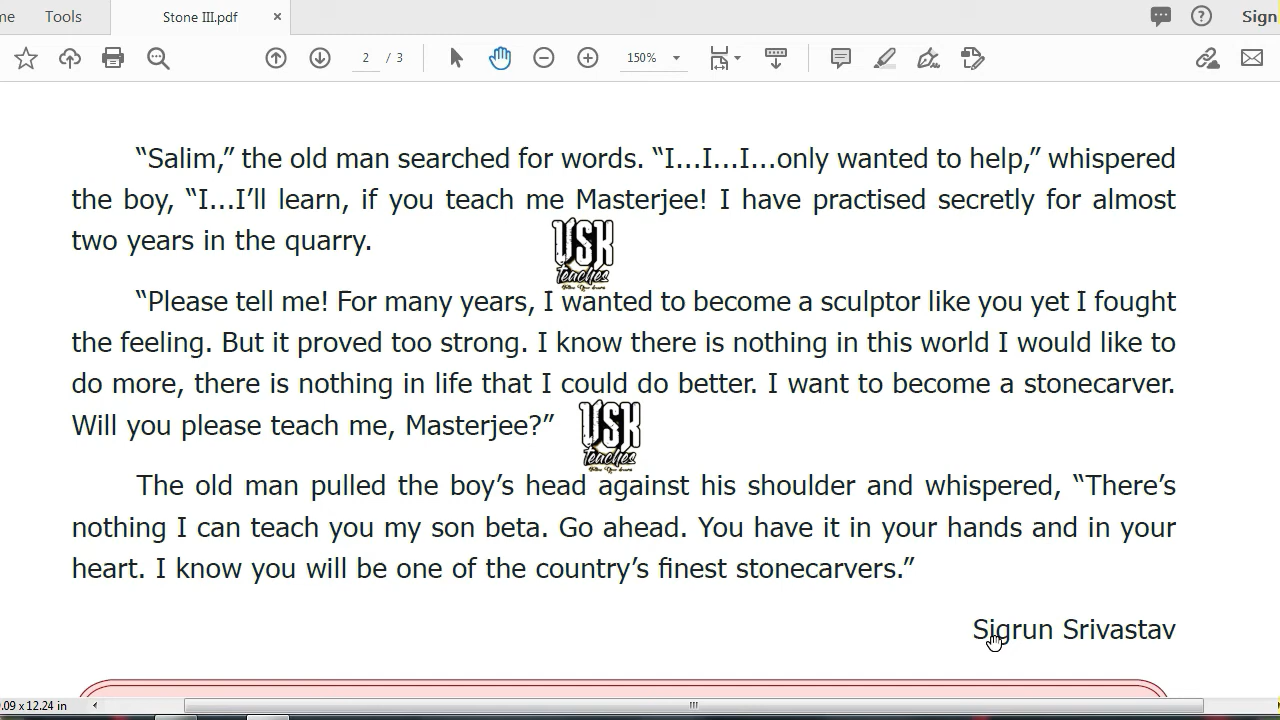 me Tools Stone III.pdf × Sign
2 / 3 150%
“Salim,” the old man searched for words. “I...I...I...only wanted to help,” whispered
the boy, “I...I’ll learn, if you teach me Masterjee! I have practised secretly for almost
two years in the quarry.
VSK
Teaches
“Please tell me! For many years, I wanted to become a sculptor like you yet I fought
the feeling. But it proved too strong. I know there is nothing in this world I would like to
do more, there is nothing in life that I could do better. I want to become a stonecarver.
Will you please teach me, Masterjee?”
VSK
Teaches
The old man pulled the boy’s head against his shoulder and whispered, “There’s
nothing I can teach you my son beta. Go ahead. You have it in your hands and in your
heart. I know you will be one of the country’s finest stonecarvers.”
Sigrun Srivastav
.09 x 12.24 in